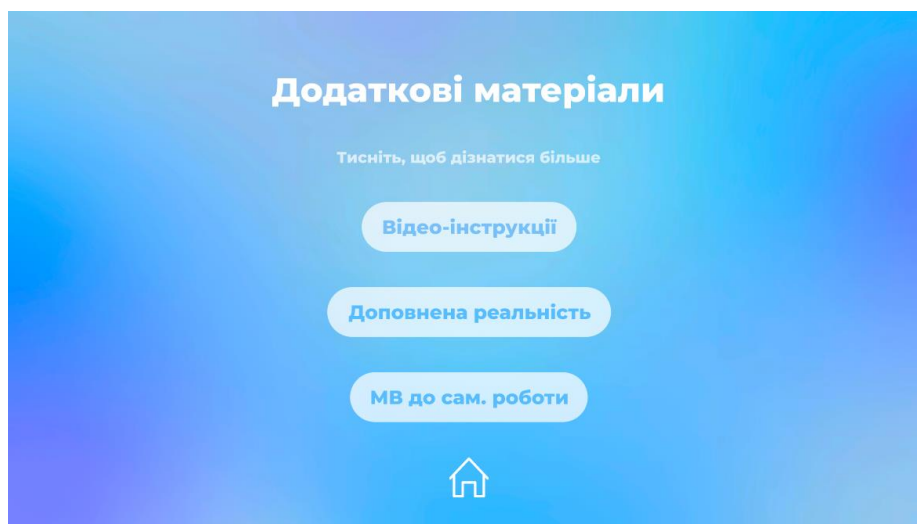 Додаткові матеріали
Тисніть, щоб дізнатися більше
Відео-інструкції
Доповнена реальність
МВ до сам. роботи